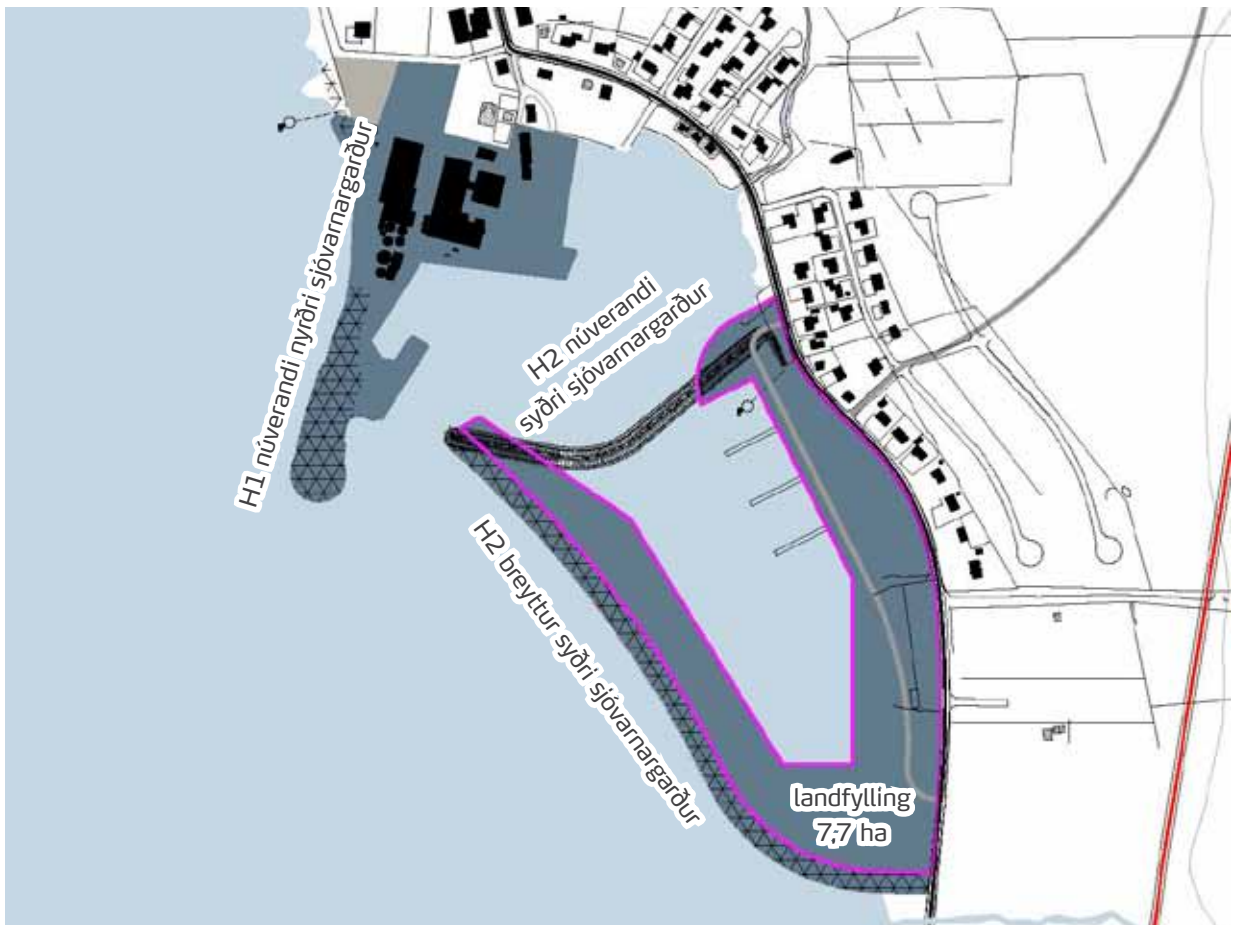 H1 núverandi nyrðri sjóvarnargarður
H2 núverandi
syðri sjóvarnargarður
H2 breyttur syðri sjóvarnargarður
landfylling
7,7 ha